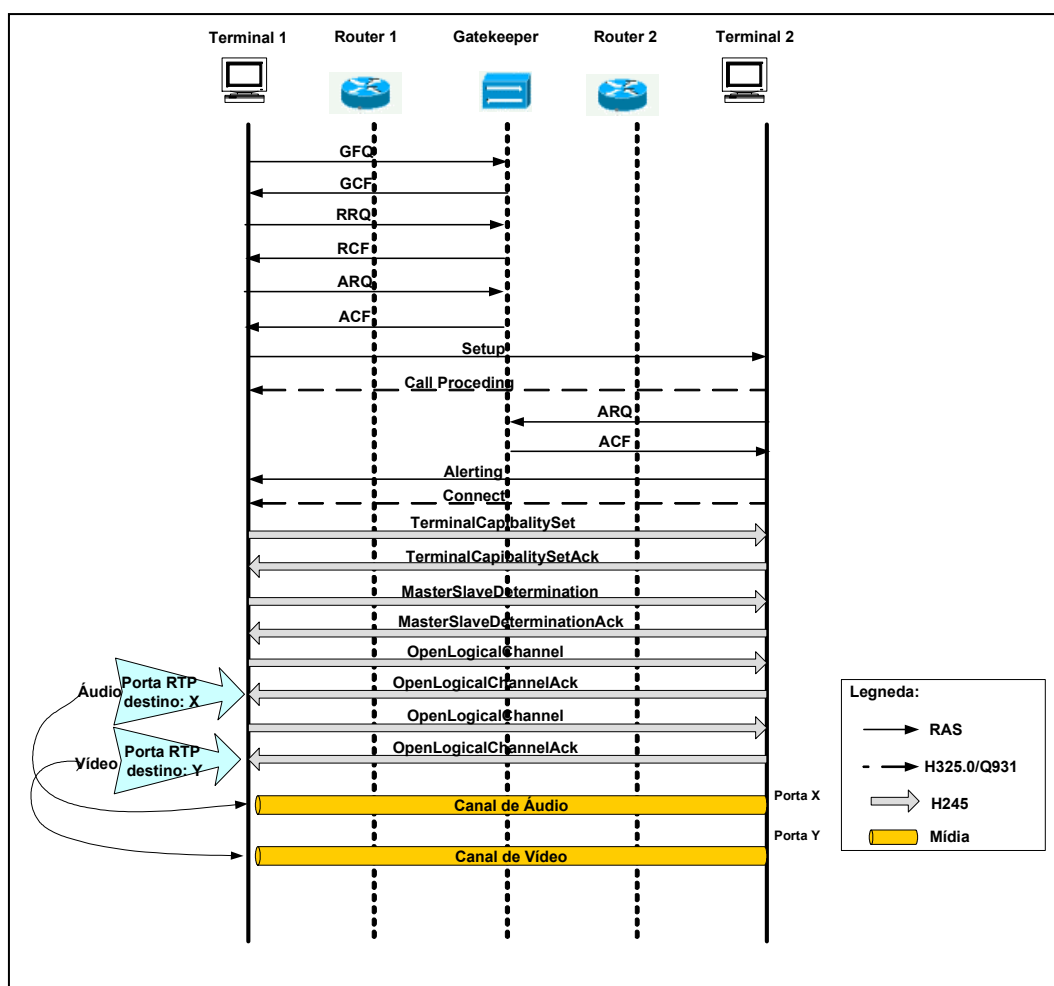 Terminal 1
Router 1
Gatekeeper
Router 2
Terminal 2
GFQ
GCF
RRQ
RCF
ARQ
ACF
Setup
Call Proceding
ARQ
ACF
Alerting
Connect
TerminalCapibalitySet
TerminalCapibalitySetAck
MasterSlaveDetermination
MasterSlaveDeterminationAck
OpenLogicalChannel
Áudio
Porta RTP
destino: X
OpenLogicalChannelAck
OpenLogicalChannel
Vídeo
Porta RTP
destino: Y
OpenLogicalChannelAck
Canal de Áudio
Porta X
Canal de Vídeo
Porta Y
Legneda:
RAS
H325.0/Q931
H245
Mídia